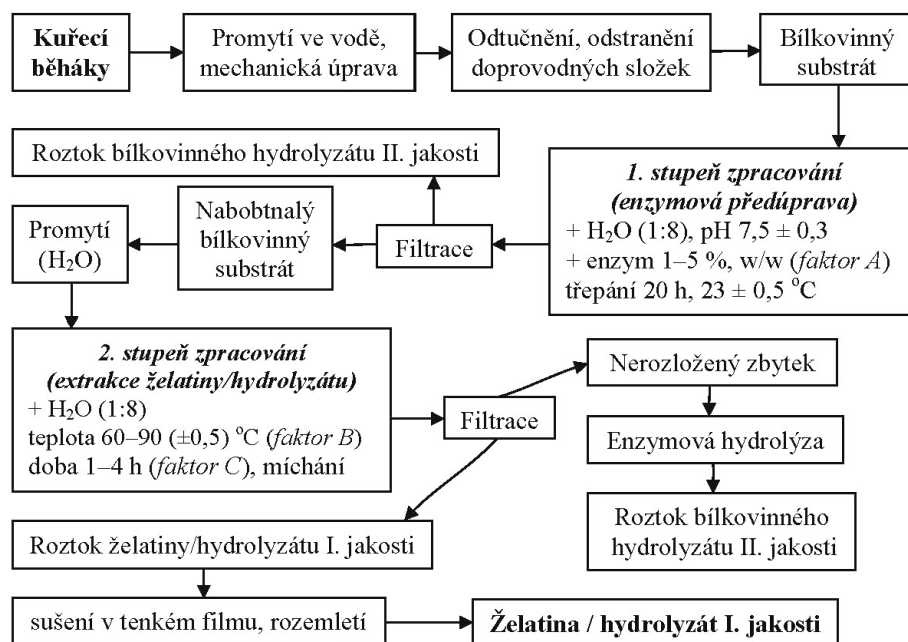 Kuřecí
běháky
Promytí ve vodě,
mechanická úprava
Odtučnění, odstranění
doprovodných složek
Bílkovinný
substrát
1. stupeň zpracování
(enzymová předúprava)
+ H₂O (1:8), pH 7,5 ± 0,3
+ enzym 1–5 %, w/w (faktor A)
třepání 20 h, 23 ± 0,5 °C
Filtrace
Roztok bílkovinného hydrolyzátu II. jakosti
Nabobtnalý
bílkovinný
substrát
Promytí
(H₂O)
2. stupeň zpracování
(extrakce želatiny/hydrolyzátu)
+ H₂O (1:8)
teplota 60–90 (±0,5) °C (faktor B)
doba 1–4 h (faktor C), míchání
Filtrace
Nerozložený zbytek
Enzymová hydrolýza
Roztok bílkovinného
hydrolyzátu II. jakosti
Roztok želatiny/hydrolyzátu I. jakosti
sušení v tenkém filmu, rozemletí
Želatina / hydrolyzát I. jakosti